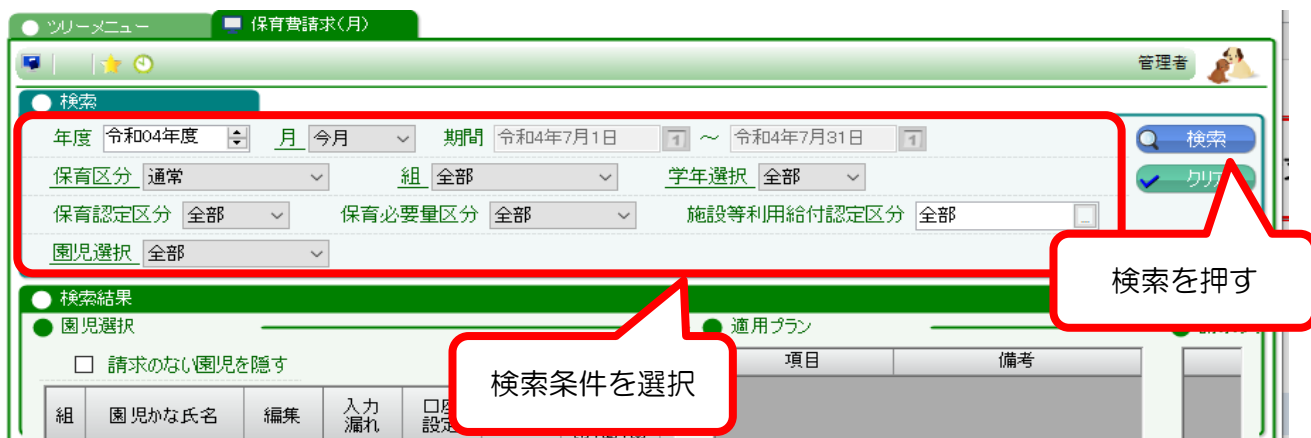 ツリーメニュー 保育費請求(月)
管理者
検索
年度 令和04年度 月 今月 期間 令和4年7月1日 1 ～ 令和4年7月31日 1 検索
保育区分 通常 組 全部 学年選択 全部
保育認定区分 全部 保育必要量区分 全部 施設等利用給付認定区分 全部 ...
園児選択 全部
検索を押す
検索結果
園児選択 適用プラン
請求のない園児を隠す 項目 備考
検索条件を選択
組 園児かな氏名 編集 入力漏れ